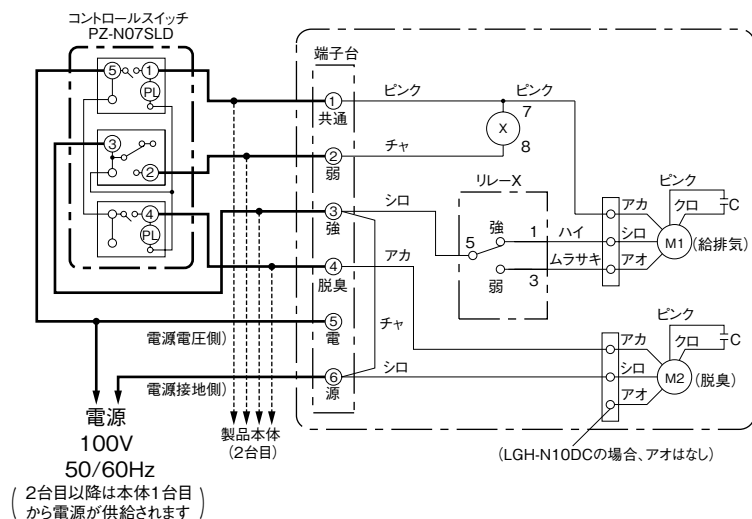 コントロールスイッチ
PZ-N07SLD
⑤
①
PL
③
②
④
PL
端子台
①
共通
②
弱
③
強
④
脱臭
⑤
電
⑥
源
ピンク
ピンク
7
X
8
チャ
シロ
リレーX
強
5
1
ハイ
弱
3
ムラサキ
アカ
チャ
シロ
ピンク
アカ
クロ
C
シロ
M1
(給排気)
アオ
ピンク
アカ
クロ
C
シロ
M2
(脱臭)
アオ
電源電圧側)
電源接地側)
電源
100V
50/60Hz
(2台目以降は本体1台目
から電源が供給されます)
製品本体
(2台目)
(LGH-N10DCの場合、アオはなし)